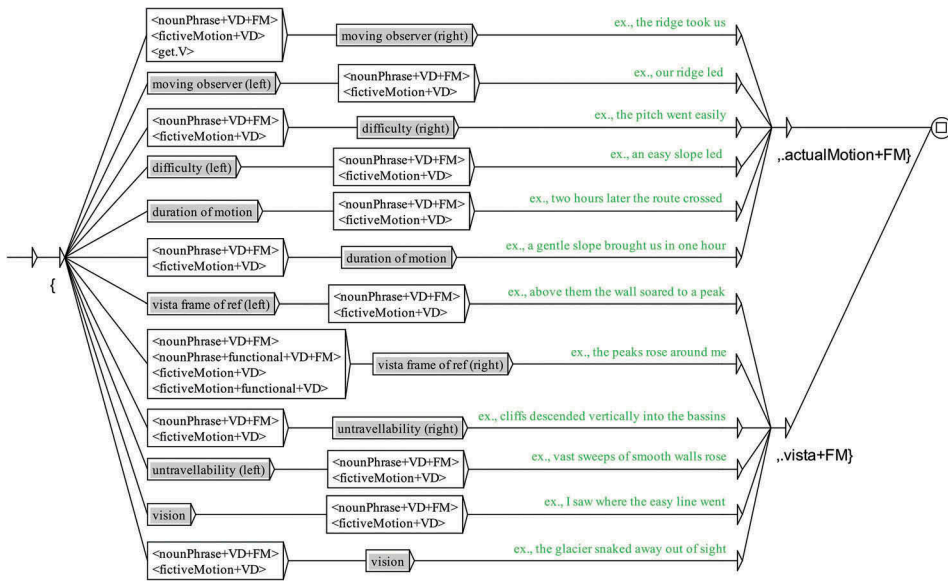 <nounPhrase+VD+FM>
<fictiveMotion+VD>
<get.V>
moving observer (right)
ex., the ridge took us
moving observer (left)
<nounPhrase+VD+FM>
<fictiveMotion+VD>
ex., our ridge led
<nounPhrase+VD+FM>
<fictiveMotion+VD>
difficulty (right)
ex., the pitch went easily
,.actualMotion+FM}
difficulty (left)
<nounPhrase+VD+FM>
<fictiveMotion+VD>
ex., an easy slope led
duration of motion
<nounPhrase+VD+FM>
<fictiveMotion+VD>
ex., two hours later the route crossed
{
<nounPhrase+VD+FM>
<fictiveMotion+VD>
duration of motion
ex., a gentle slope brought us in one hour
vista frame of ref (left)
<nounPhrase+VD+FM>
<fictiveMotion+VD>
ex., above them the wall soared to a peak
<nounPhrase+VD+FM>
<nounPhrase+functional+VD+FM>
<fictiveMotion+VD>
<fictiveMotion+functional+VD>
vista frame of ref (right)
ex., the peaks rose around me
<nounPhrase+VD+FM>
<fictiveMotion+VD>
untravellability (right)
ex., cliffs descended vertically into the bassins
,.vista+FM}
untravellability (left)
<nounPhrase+VD+FM>
<fictiveMotion+VD>
ex., vast sweeps of smooth walls rose
vision
<nounPhrase+VD+FM>
<fictiveMotion+VD>
ex., I saw where the easy line went
<nounPhrase+VD+FM>
<fictiveMotion+VD>
vision
ex., the glacier snaked away out of sight